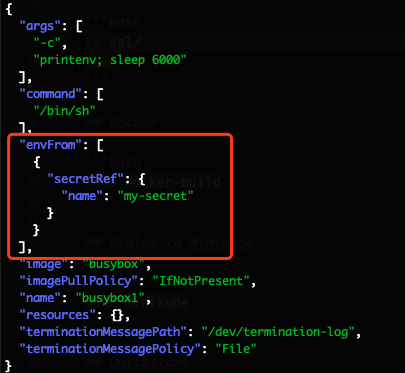 {
"args": [
"-c",
"printenv; sleep 6000"
],
"command": [
"/bin/sh"
],
"envFrom": [
{
"secretRef": {
"name": "my-secret"
}
}
],
"image": "busybox",
"imagePullPolicy": "IfNotPresent",
"name": "busybox1",
"resources": {},
"terminationMessagePath": "/dev/termination-log",
"terminationMessagePolicy": "File"
}